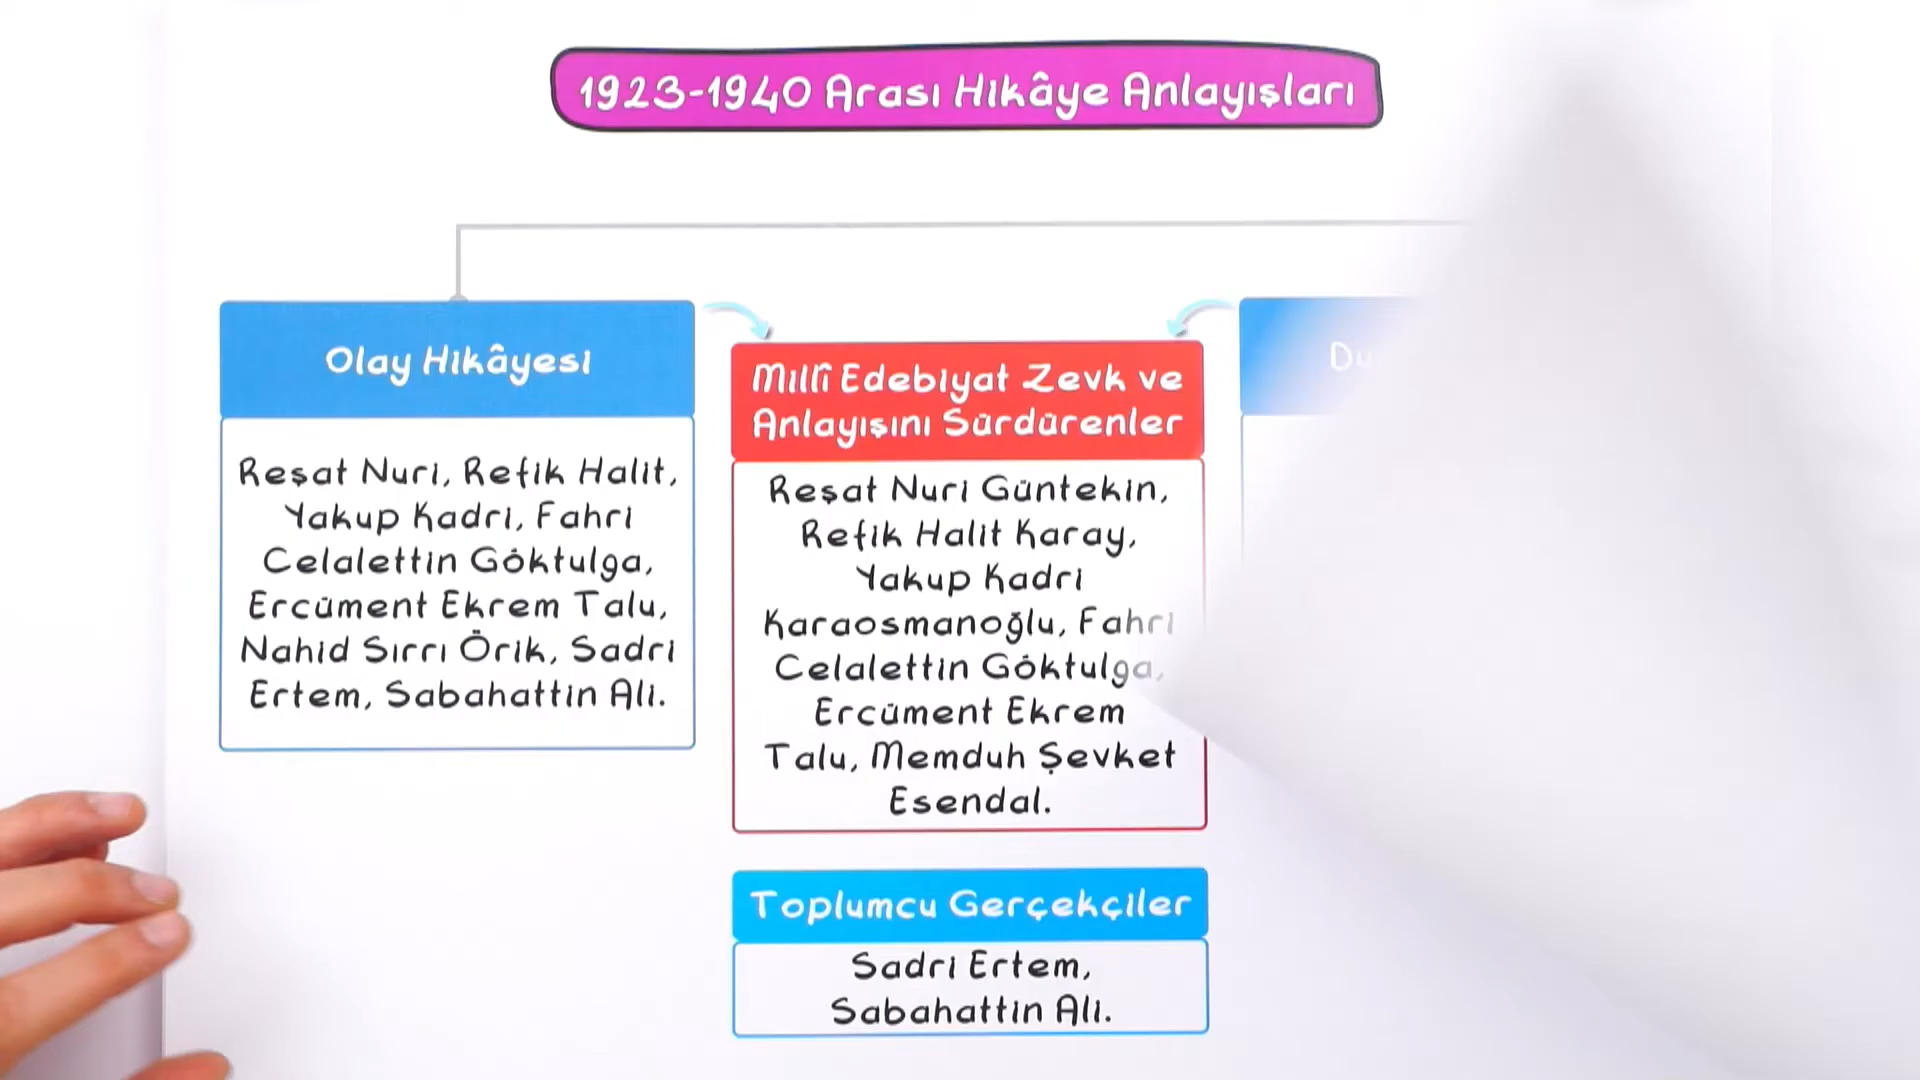 1923-1940 Arası Hikâye Anlayışları
Olay Hikâyesi
Reşat Nuri, Refik Halit,
Yakup Kadri, Fahri
Celalettin Göktulga,
Ercüment Ekrem Talu,
Nahid Sırrı Örik, Sadri
Ertem, Sabahattin Ali.
Millî Edebiyat Zevk ve
Anlayışını Sürdürenler
Reşat Nuri Güntekin,
Refik Halit Karay,
Yakup Kadri
Karaosmanoğlu, Fahri
Celalettin Göktulga,
Ercüment Ekrem
Talu, Memduh Şevket
Esendal.
Toplumcu Gerçekçiler
Sadri Ertem,
Sabahattin Ali.